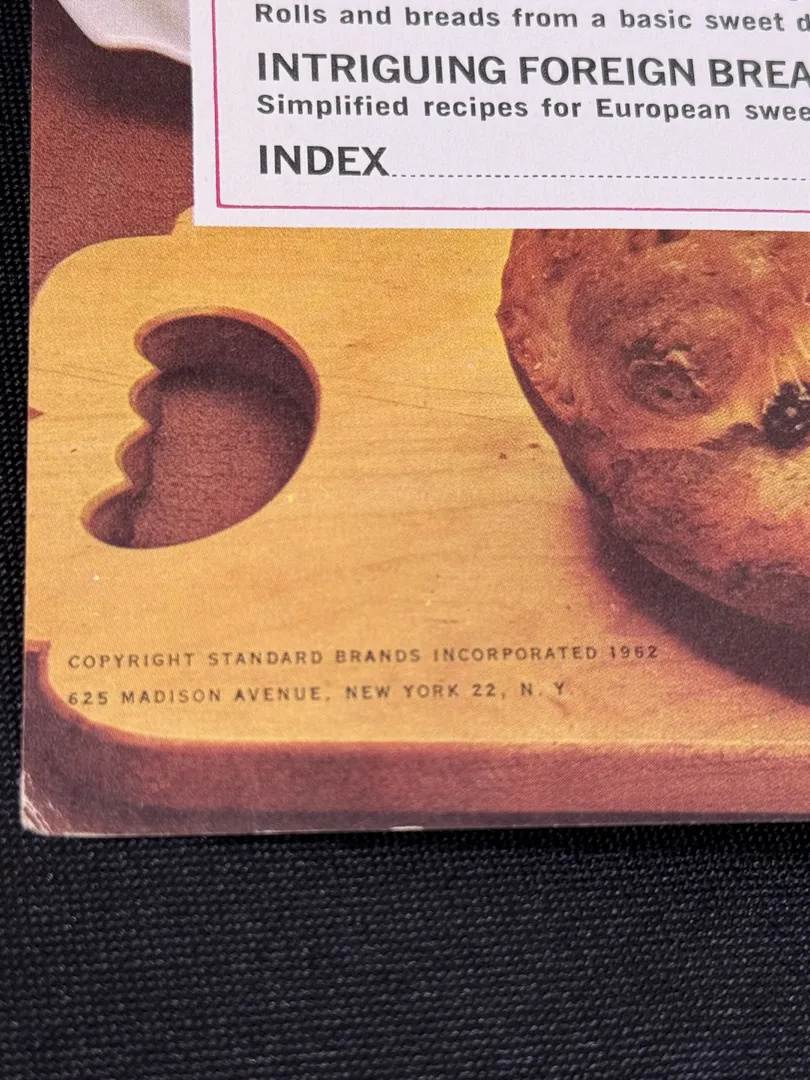 Rolls and breads from a basic sweet d
INTRIGUING FOREIGN BREA
Simplified recipes for European swee
INDEX
COPYRIGHT STANDARD BRANDS INCORPORATED 1962
625 MADISON AVENUE, NEW YORK 22, N. Y.